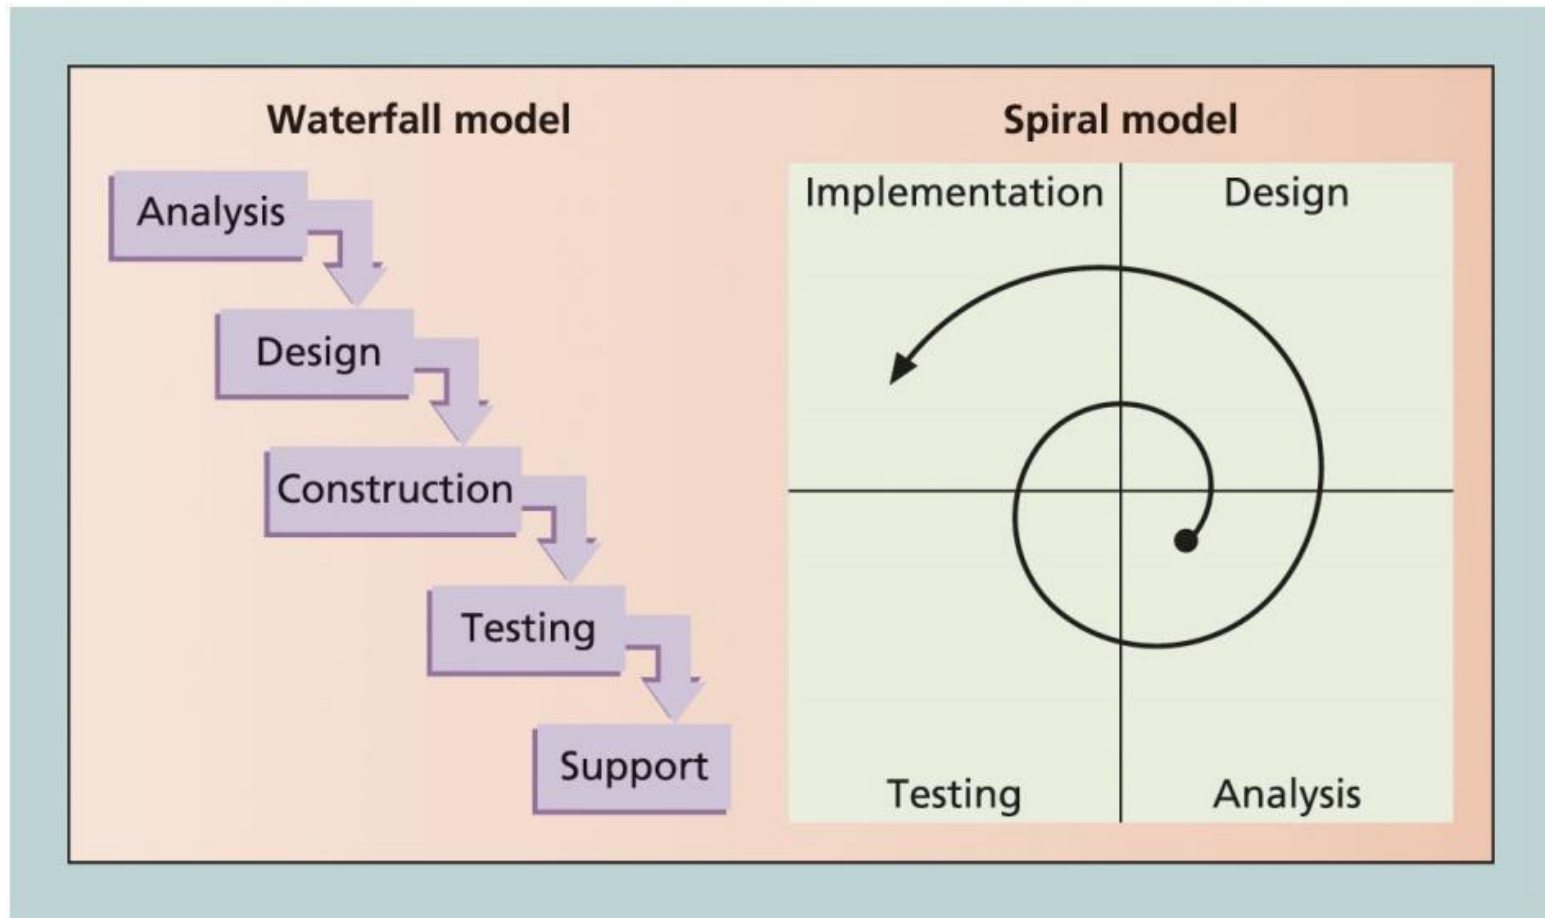 Waterfall model
Analysis
Design
Construction
Testing
Support
Spiral model
Implementation
Design
Testing
Analysis